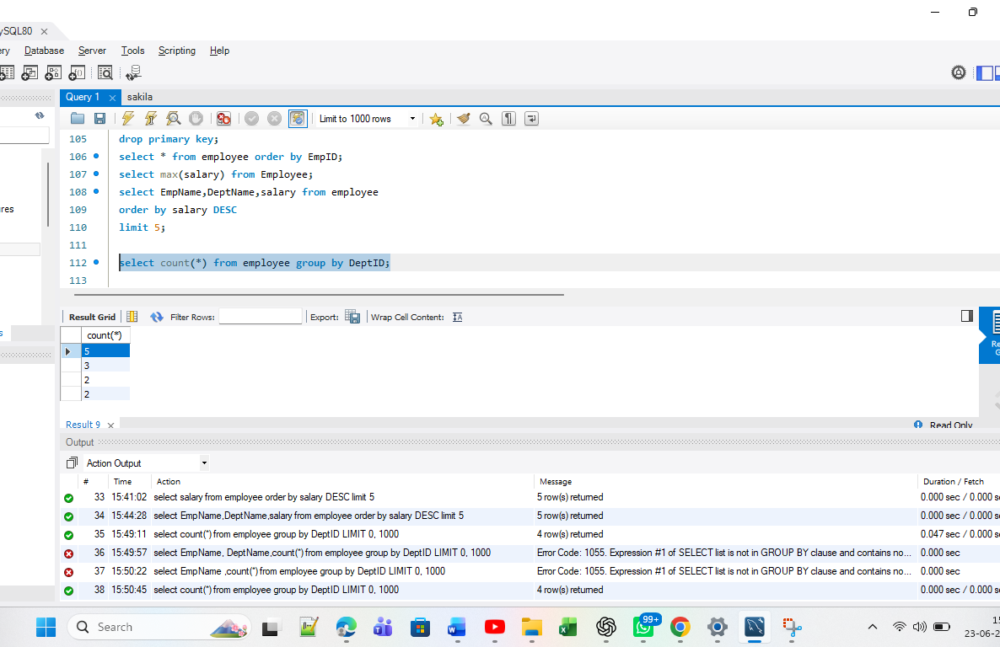 ySQL80
ery Database Server Tools Scripting Help
Query 1 sakila
Limit to 1000 rows
105 drop primary key;
106 select * from employee order by EmpID;
107 select max(salary) from Employee;
108 select EmpName,DeptName,salary from employee
109 order by salary DESC
110 limit 5;
111
112 select count(*) from employee group by DeptID;
113
res
s
Result Grid Filter Rows: Export: Wrap Cell Content:
count(*)
5
3
2
2
Re
G
Result 9 Read Only
Output
Action Output
# Time Action Message Duration / Fetch
33 15:41:02 select salary from employee order by salary DESC limit 5 5 row(s) returned 0.000 sec / 0.000 se
34 15:44:28 select EmpName,DeptName,salary from employee order by salary DESC limit 5 5 row(s) returned 0.000 sec / 0.000 se
35 15:49:11 select count(*) from employee group by DeptID LIMIT 0, 1000 4 row(s) returned 0.047 sec / 0.000 se
36 15:49:57 select EmpName, DeptName,count(*) from employee group by DeptID LIMIT 0, 1000 Error Code: 1055. Expression #1 of SELECT list is not in GROUP BY clause and contains no... 0.000 sec
37 15:50:22 select EmpName ,count(*) from employee group by DeptID LIMIT 0, 1000 Error Code: 1055. Expression #1 of SELECT list is not in GROUP BY clause and contains no... 0.000 sec
38 15:50:45 select count(*) from employee group by DeptID LIMIT 0, 1000 4 row(s) returned 0.000 sec / 0.000 se
Search
99+
15
23-06-2